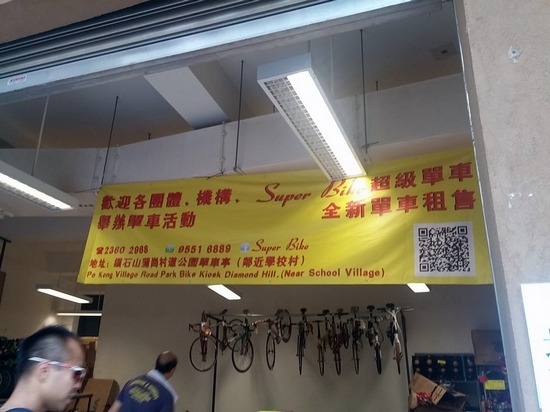 歡迎各團體、機構、 Super Bike 超級單車
舉辦單車活動 全新單車租售
☎2360 2966 9551 6889 Super Bike
地址: 鑽石山蒲崗村道公園單車亭 (鄰近學校村)
Po Kong Village Road Park Bike Kiosk Diamond Hill. (Near School Village)